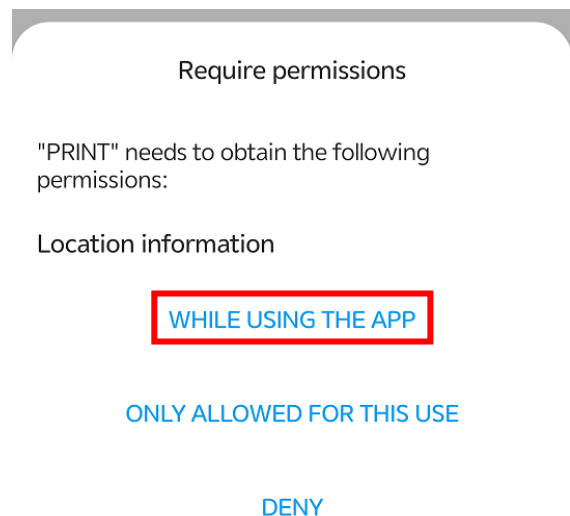 Require permissions
"PRINT" needs to obtain the following
permissions:
Location information
WHILE USING THE APP
ONLY ALLOWED FOR THIS USE
DENY